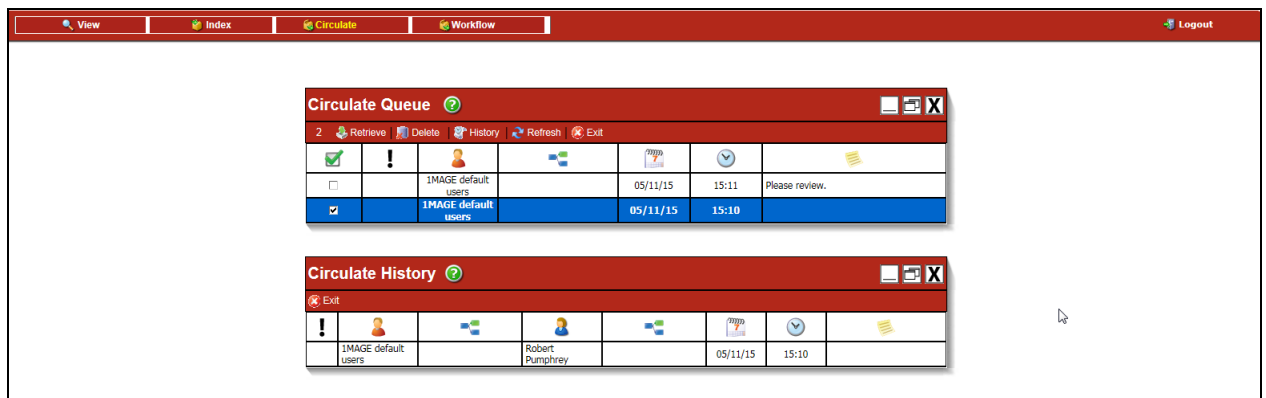 View Index Circulate Workflow Logout
Circulate Queue ?
2 Retrieve Delete History Refresh Exit
! 7
1MAGE default
users 05/11/15 15:11 Please review.
1MAGE default
users 05/11/15 15:10
Circulate History ?
Exit
! 7
1MAGE default
users Robert
Pumphrey 05/11/15 15:10